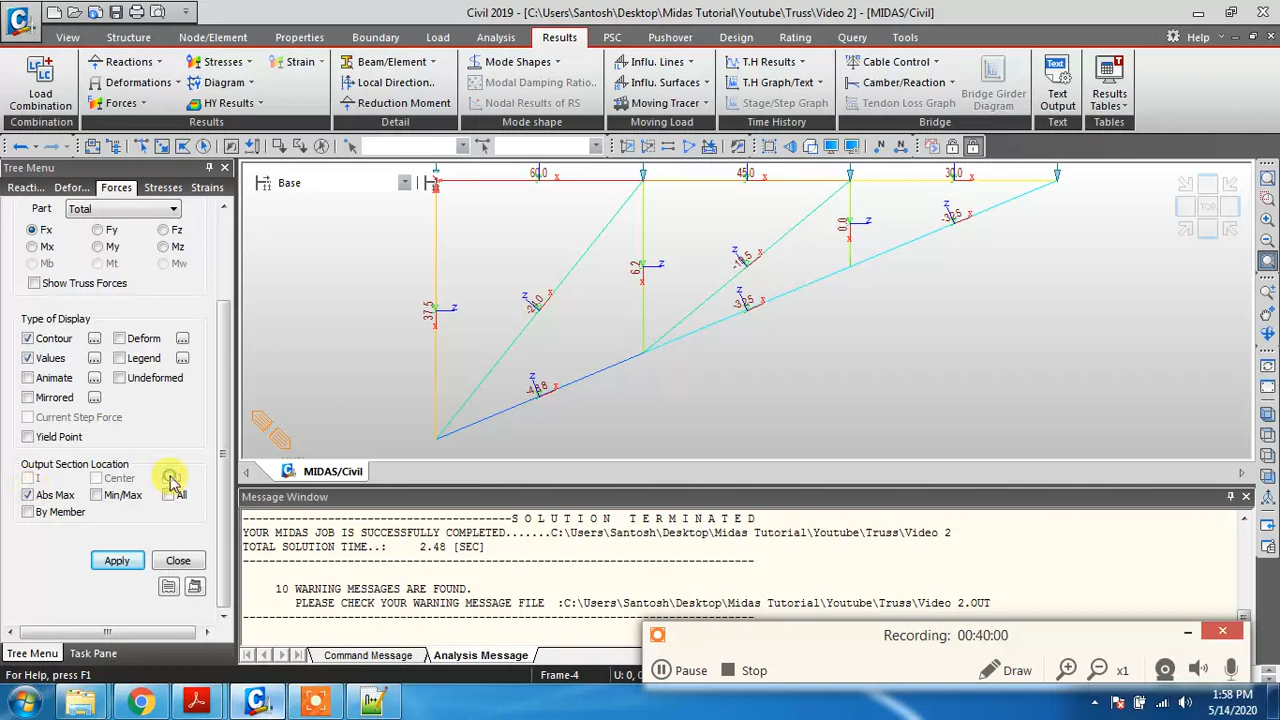 Civil 2019 - [C:\Users\Santosh\Desktop\Midas Tutorial\Youtube\Truss\Video 2] - [MIDAS/Civil]
View Structure Node/Element Properties Boundary Load Analysis Results PSC Pushover Design Rating Query Tools Help
Reactions Stresses Strain Beam/Element Mode Shapes Influ. Lines T.H Results Cable Control
Load Combination Deformations Diagram Local Direction... Modal Damping Ratio... Influ. Surfaces T.H Graph/Text Camber/Reaction Bridge Girder Diagram Text Output Results Tables
Forces HY Results Reduction Moment Nodal Results of RS Moving Tracer Stage/Step Graph Tendon Loss Graph
Combination Results Detail Mode shape Moving Load Time History Bridge Text Tables
Tree Menu
Reacti... Defor... Forces Stresses Strains
Part Total
Fx Fy Fz
Mx My Mz
Mb Mt Mw
Show Truss Forces
Type of Display
Contour Deform
Values Legend
Animate Undeformed
Mirrored
Current Step Force
Yield Point
Output Section Location
I Center
Abs Max Min/Max All
By Member
Apply Close
Tree Menu Task Pane
Base
60.0 x 45.0 x 30.0 x
z 0.0 z -32.5 x
37.5 z 6.2 z
z -32.5 x
x z
TOP
MIDAS/Civil
Message Window
S O L U T I O N T E R M I N A T E D
YOUR MIDAS JOB IS SUCCESSFULLY COMPLETED.......C:\Users\Santosh\Desktop\Midas Tutorial\Youtube\Truss\Video 2
TOTAL SOLUTION TIME..: 2.48 [SEC]
10 WARNING MESSAGES ARE FOUND.
PLEASE CHECK YOUR WARNING MESSAGE FILE :C:\Users\Santosh\Desktop\Midas Tutorial\Youtube\Truss\Video 2.OUT
Command Message Analysis Message
Recording: 00:40:00
Pause Stop Draw x1
For Help, press F1 Frame-4 U: 0, 0
1:58 PM
5/14/2020